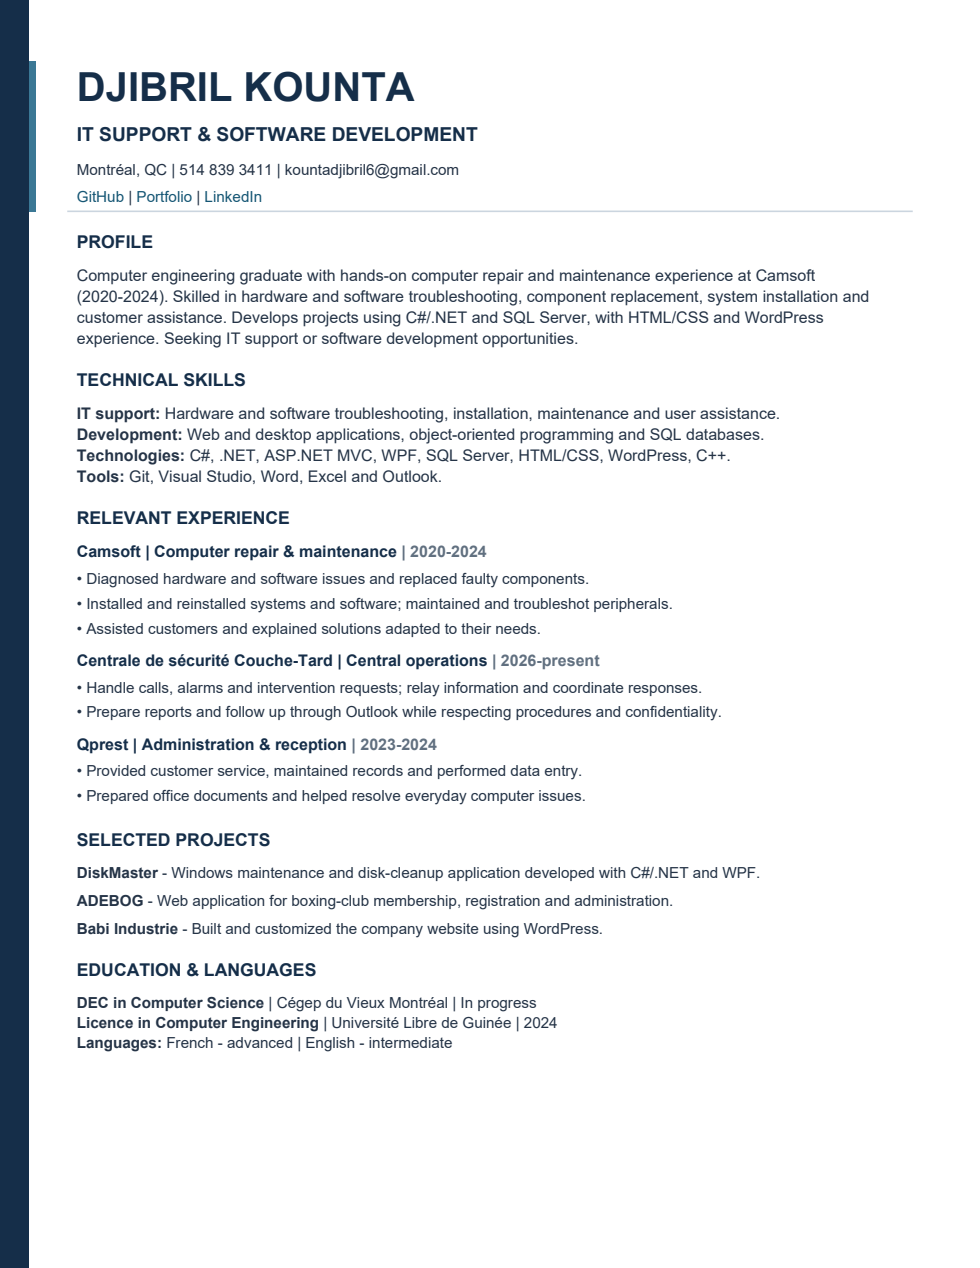 DJIBRIL KOUNTA
IT SUPPORT & SOFTWARE DEVELOPMENT
Montréal, QC | 514 839 3411 | kountadjibril6@gmail.com
GitHub | Portfolio | LinkedIn
PROFILE
Computer engineering graduate with hands-on computer repair and maintenance experience at Camsoft
(2020-2024). Skilled in hardware and software troubleshooting, component replacement, system installation and
customer assistance. Develops projects using C#/.NET and SQL Server, with HTML/CSS and WordPress
experience. Seeking IT support or software development opportunities.
TECHNICAL SKILLS
IT support: Hardware and software troubleshooting, installation, maintenance and user assistance.
Development: Web and desktop applications, object-oriented programming and SQL databases.
Technologies: C#, .NET, ASP.NET MVC, WPF, SQL Server, HTML/CSS, WordPress, C++.
Tools: Git, Visual Studio, Word, Excel and Outlook.
RELEVANT EXPERIENCE
Camsoft | Computer repair & maintenance | 2020-2024
• Diagnosed hardware and software issues and replaced faulty components.
• Installed and reinstalled systems and software; maintained and troubleshot peripherals.
• Assisted customers and explained solutions adapted to their needs.
Centrale de sécurité Couche-Tard | Central operations | 2026-present
• Handle calls, alarms and intervention requests; relay information and coordinate responses.
• Prepare reports and follow up through Outlook while respecting procedures and confidentiality.
Qprest | Administration & reception | 2023-2024
• Provided customer service, maintained records and performed data entry.
• Prepared office documents and helped resolve everyday computer issues.
SELECTED PROJECTS
DiskMaster - Windows maintenance and disk-cleanup application developed with C#/.NET and WPF.
ADEBOG - Web application for boxing-club membership, registration and administration.
Babi Industrie - Built and customized the company website using WordPress.
EDUCATION & LANGUAGES
DEC in Computer Science | Cégep du Vieux Montréal | In progress
Licence in Computer Engineering | Université Libre de Guinée | 2024
Languages: French - advanced | English - intermediate